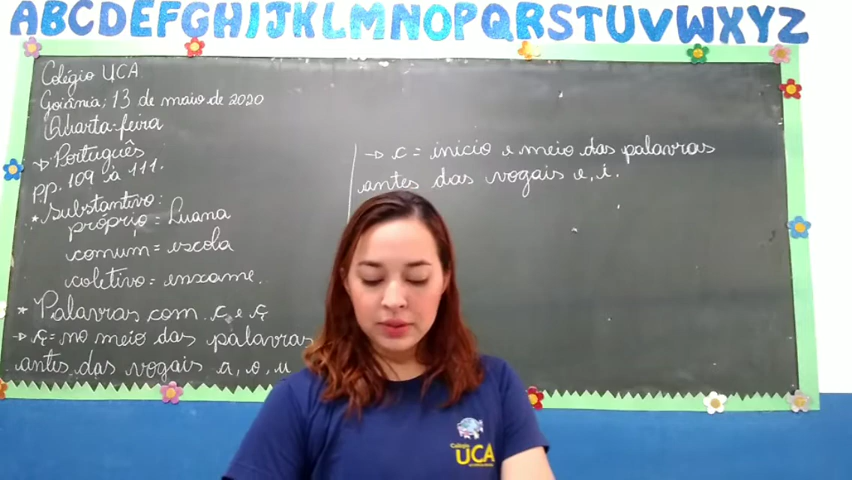 ABCDEFGHIJKLMNOPQRSTUVWXYZ
Colégio UCA.
Goiânia, 13 de maio de 2020
Quarta-feira
→ Português
pp. 109 à 111.
* Substantivo:
próprio = Luana
comum = escola
coletivo = enxame.
* Palavras com c e ç
→ ç = no meio das palavras
antes das vogais a, o, u
→ c = início e meio das palavras
antes das vogais e, i.
Colégio
UCA